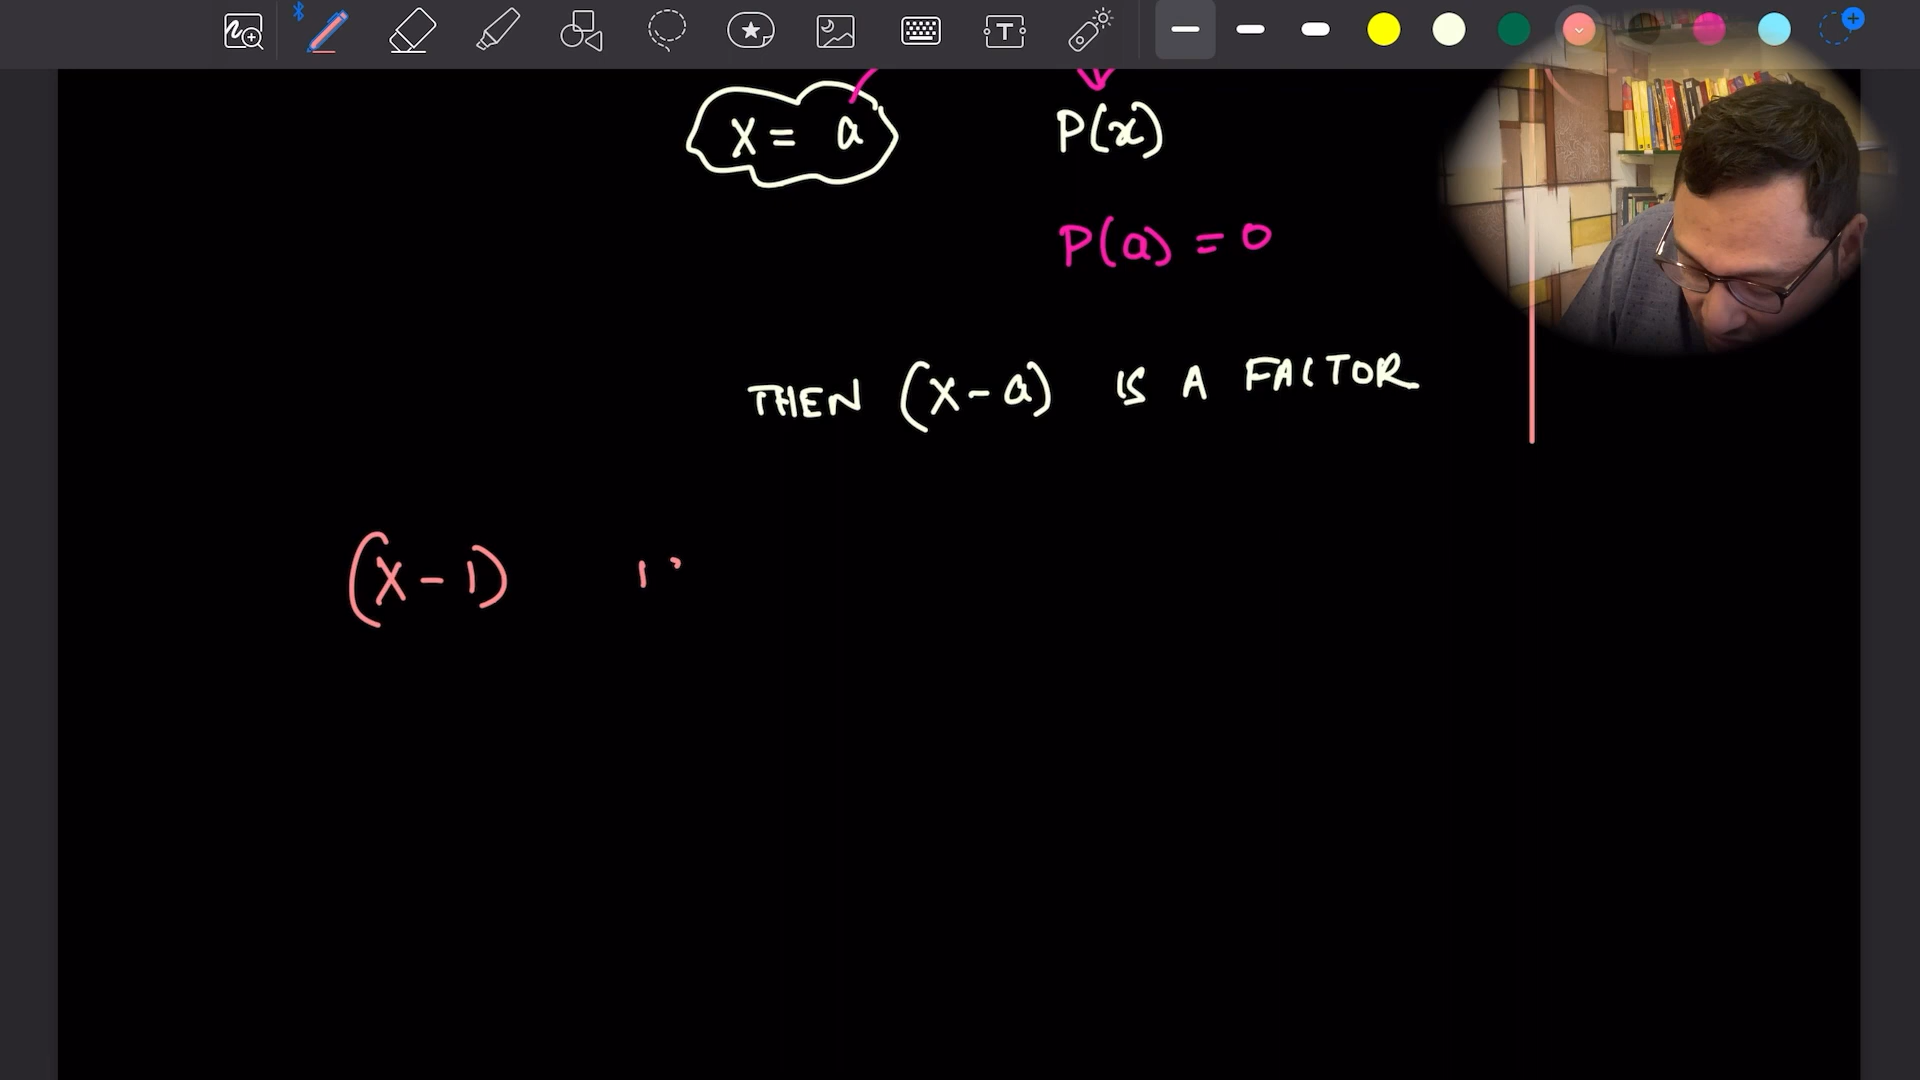 x = a P(x)
P(a) = 0
THEN (x - a) IS A FACTOR
(x - 1)